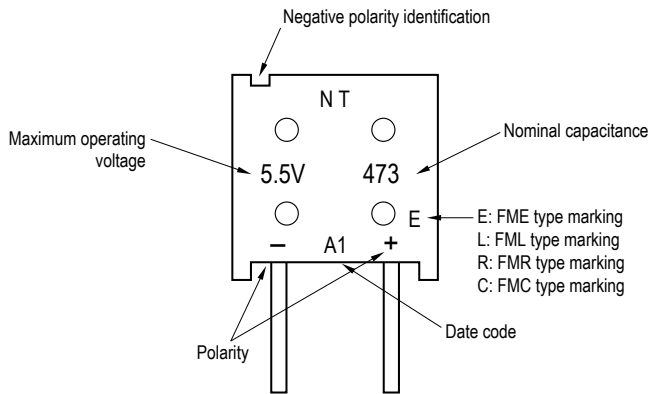 Negative polarity identification
N T
Maximum operating
voltage
Nominal capacitance
5.5V
473
E
E: FME type marking
L: FML type marking
R: FMR type marking
C: FMC type marking
–
A1
+
Date code
Polarity